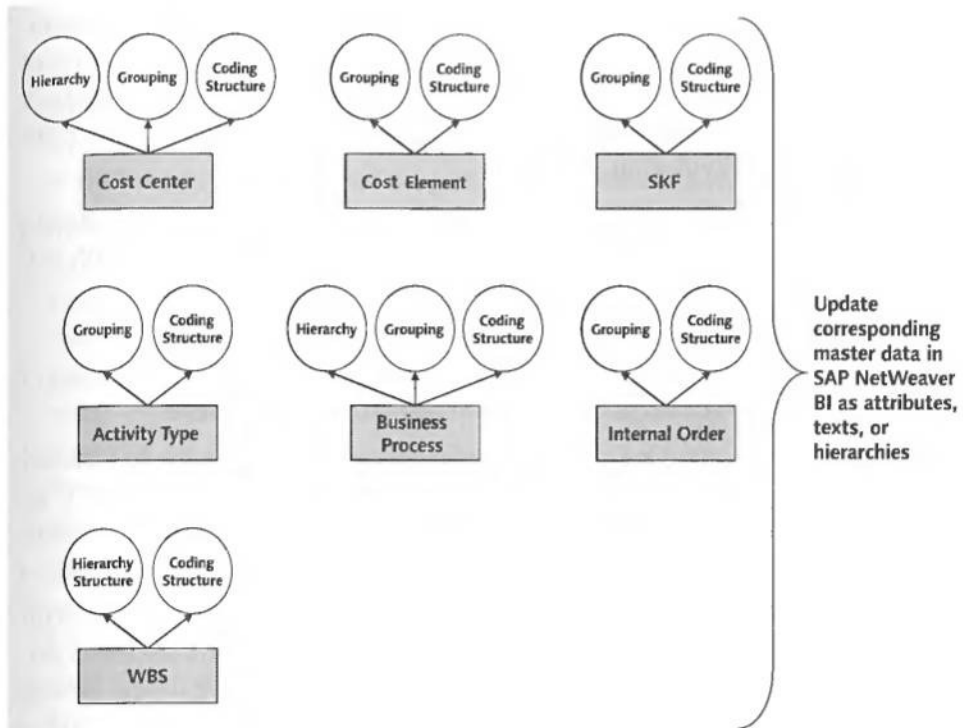 Hierarchy
Grouping
Coding
Structure
Cost Center
Grouping
Coding
Structure
Cost Element
Grouping
Coding
Structure
SKF
Grouping
Coding
Structure
Activity Type
Hierarchy
Grouping
Coding
Structure
Business
Process
Grouping
Coding
Structure
Internal Order
Hierarchy
Structure
Coding
Structure
WBS
Update
corresponding
master data in
SAP NetWeaver
BI as attributes,
texts, or
hierarchies